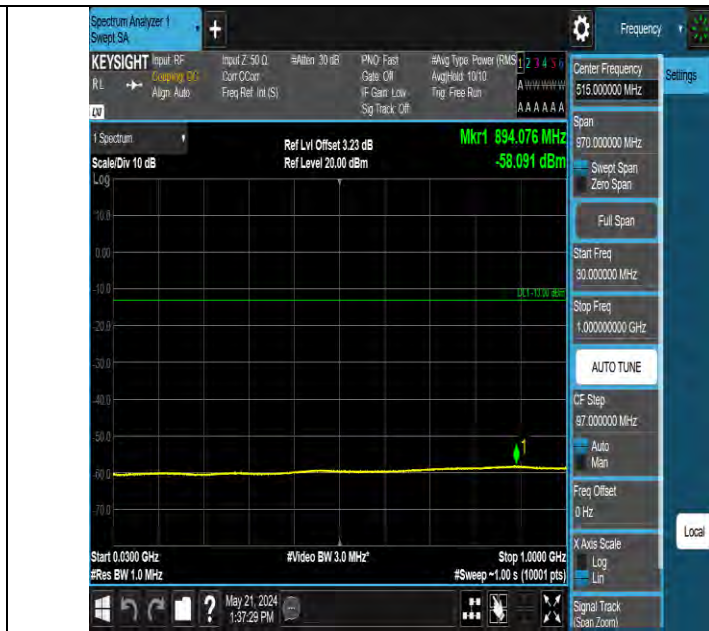 Spectrum Analyzer 1
Swept SA
+
Frequency
KEYSIGHT
RL
Input: RF
Coupling: DC
Align: Auto
Input Z: 50 Ω
Corr CCorr
Freq Ref: Int (S)
#Atten: 30 dB
PNO: Fast
Gate: Off
IF Gain: Low
Sig Track: Off
#Avg Type: Power (RMS)
Avg|Hold: 10/10
Trig: Free Run
1 2 3 4 5 6
A W W W W W
A A A A A A
LXI
1 Spectrum
Scale/Div 10 dB
Log
Ref Lvl Offset 3.23 dB
Ref Level 20.00 dBm
Mkr1 894.076 MHz
-58.091 dBm
10.0
0.00
-10.0
DL1 -13.00 dBm
-20.0
-30.0
-40.0
-50.0
1
-60.0
-70.0
Start 0.0300 GHz
#Res BW 1.0 MHz
#Video BW 3.0 MHz*
Stop 1.0000 GHz
#Sweep ~1.00 s (10001 pts)
?
May 21, 2024
1:37:29 PM
Settings
Center Frequency
515.000000 MHz
Span
970.000000 MHz
Swept Span
Zero Span
Full Span
Start Freq
30.000000 MHz
Stop Freq
1.000000000 GHz
AUTO TUNE
CF Step
97.000000 MHz
Auto
Man
Freq Offset
0 Hz
X Axis Scale
Log
Lin
Signal Track
(Span Zoom)
Local